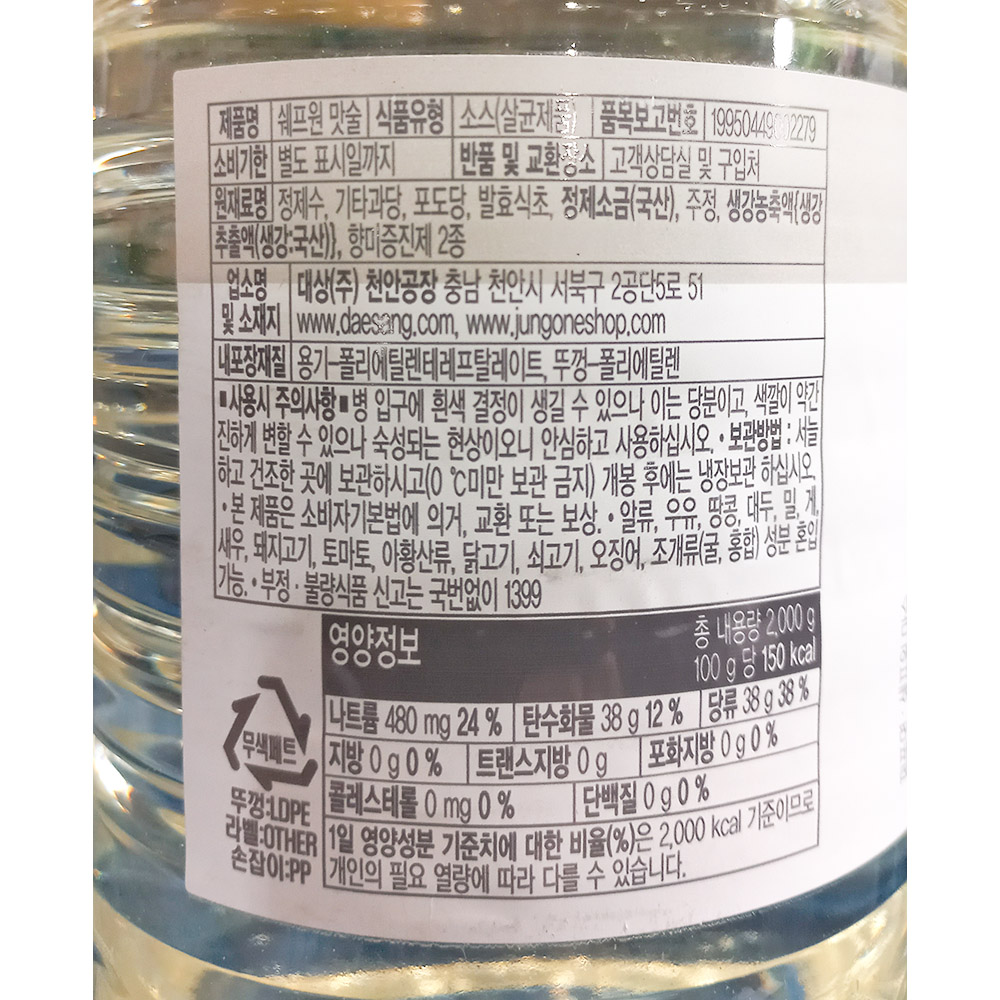 제품명 쉐프원 맛술 식품유형 소스(살균제품) 품목보고번호
소비기한 별도 표시일까지 반품 및 교환장소 고객상담실 및 구입처
원재료명 정제수, 기타과당, 포도당, 발효식초, 정제소금(국산), 주정, 생강농축액{생강
추출액(생강:국산)}, 향미증진제 2종
업소명 대상(주) 천안공장 충남 천안시 서북구 2공단5로 51
및 소재지 www.daesang.com, www.jungoneshop.com
내포장재질 용기-폴리에틸렌테레프탈레이트, 뚜껑-폴리에틸렌
■사용시 주의사항■ 병 입구에 흰색 결정이 생길 수 있으나 이는 당분이고, 색깔이 약간
진하게 변할 수 있으나 숙성되는 현상이오니 안심하고 사용하십시오. • 보관방법 : 서늘
하고 건조한 곳에 보관하시고(0 ℃미만 보관 금지) 개봉 후에는 냉장보관 하십시오.
• 본 제품은 소비자기본법에 의거, 교환 또는 보상. • 알류, 우유, 땅콩, 대두, 밀, 게,
새우, 돼지고기, 토마토, 아황산류, 닭고기, 쇠고기, 오징어, 조개류(굴, 홍합) 성분 혼입
가능. • 부정 · 불량식품 신고는 국번없이 1399
영양정보 총 내용량 2,000 g
100 g 당 150 kcal
나트륨 480 mg 24 % 탄수화물 38 g 12 % 당류 38 g 38 %
지방 0 g 0 % 트랜스지방 0 g 포화지방 0 g 0 %
콜레스테롤 0 mg 0 % 단백질 0 g 0 %
1일 영양성분 기준치에 대한 비율(%)은 2,000 kcal 기준이므로
개인의 필요 열량에 따라 다를 수 있습니다.
무색페트
뚜껑:LDPE
라벨:OTHER
손잡이:PP